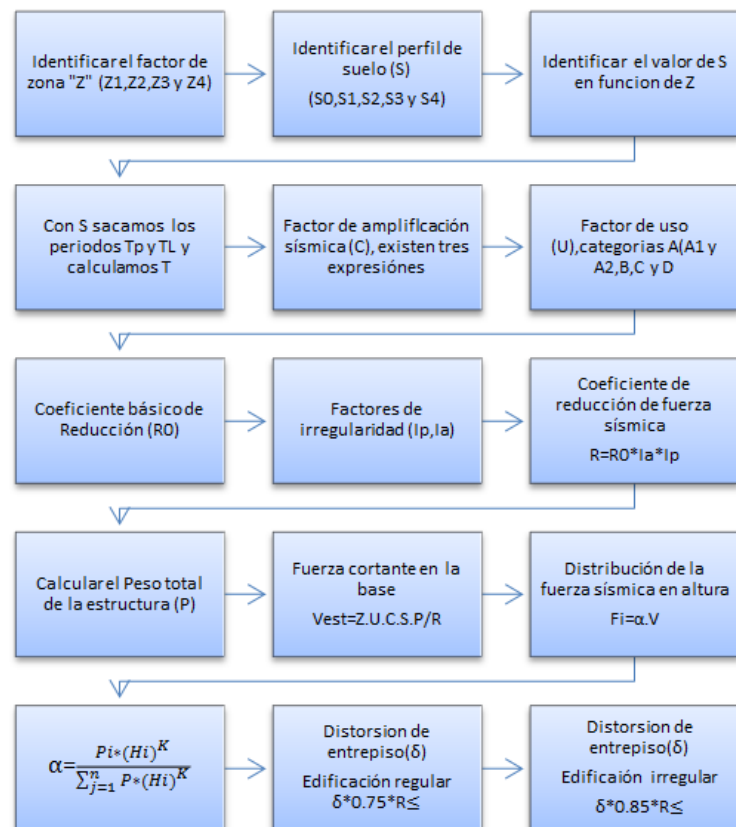 Identificar el factor de
zona "Z" (Z1,Z2,Z3 y Z4)
Identificar el perfil de
suelo (S)
(S0,S1,S2,S3 y S4)
Identificar el valor de S
en funcion de Z
Con S sacamos los
periodos Tp y TL y
calculamos T
Factor de amplificación
sísmica (C), existen tres
expresiónes
Factor de uso
(U),categorias A(A1 y
A2,B,C y D
Coeficiente básico de
Reducción (R0)
Factores de
irregularidad (Ip,Ia)
Coeficiente de
reducción de fuerza
sísmica
R=R0*Ia*Ip
Calcular el Peso total
de la estructura (P)
Fuerza cortante en la
base
Vest=Z.U.C.S.P/R
Distribución de la
fuerza sísmica en altura
Fi=α.V
α=Pi*(Hi)^K / ∑_{j=1}^{n} P*(Hi)^K
Distorsion de
entrepiso(δ)
Edificación regular
δ*0.75*R≤
Distorsion de
entrepiso(δ)
Edificaión irregular
δ*0.85*R≤